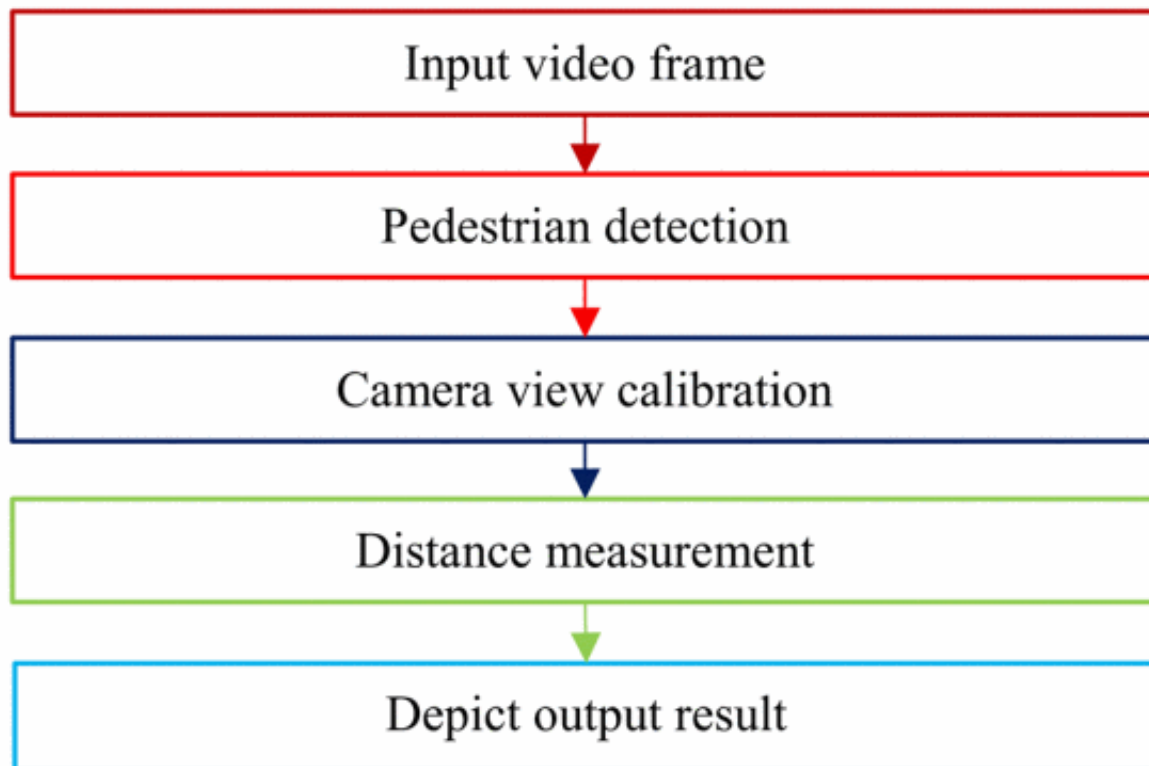 Input video frame
Pedestrian detection
Camera view calibration
Distance measurement
Depict output result